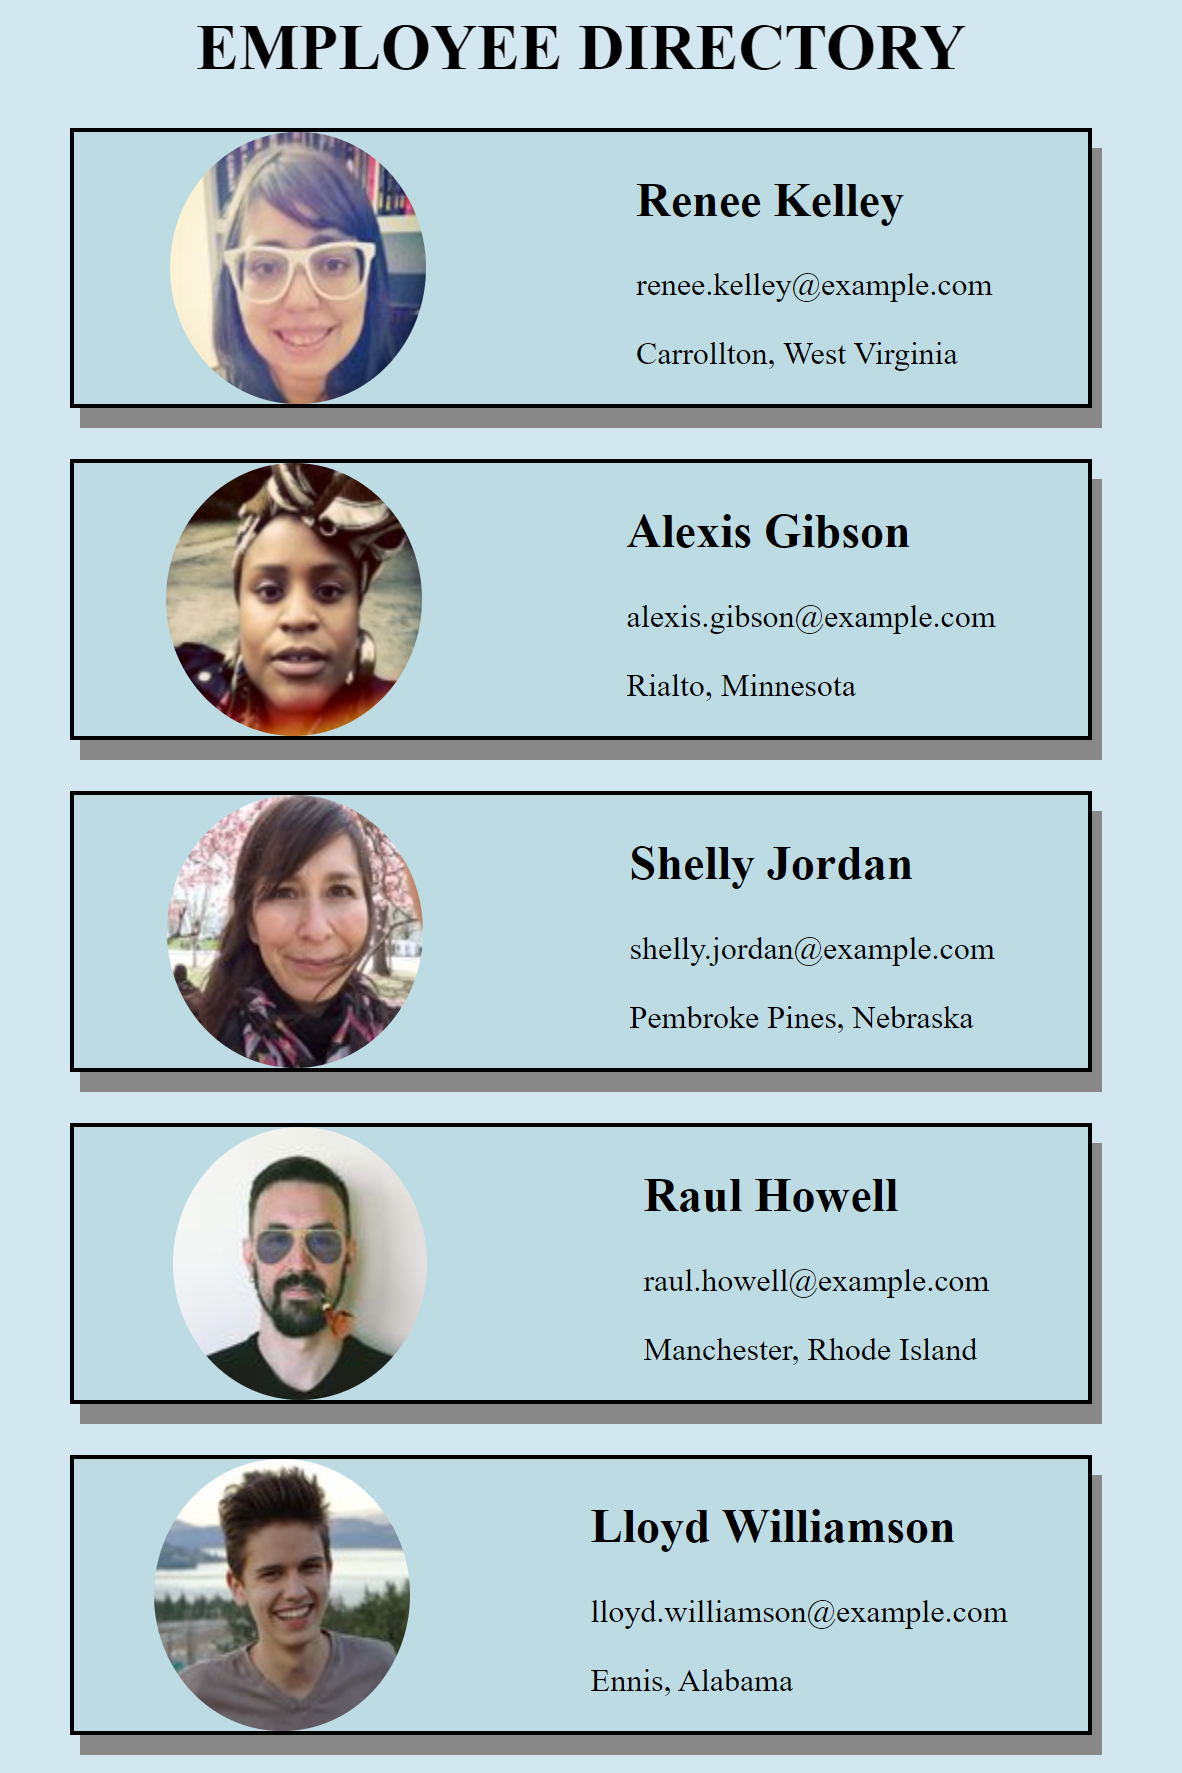 EMPLOYEE DIRECTORY
Renee Kelley
renee.kelley@example.com
Carrollton, West Virginia
Alexis Gibson
alexis.gibson@example.com
Rialto, Minnesota
Shelly Jordan
shelly.jordan@example.com
Pembroke Pines, Nebraska
Raul Howell
raul.howell@example.com
Manchester, Rhode Island
Lloyd Williamson
lloyd.williamson@example.com
Ennis, Alabama